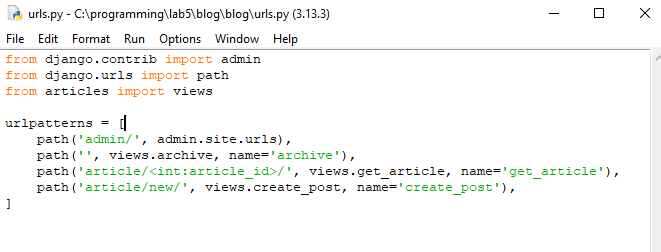 urls.py - C:\programming\lab5\blog\blog\urls.py (3.13.3)
File Edit Format Run Options Window Help
from django.contrib import admin
from django.urls import path
from articles import views

urlpatterns = [
    path('admin/', admin.site.urls),
    path('', views.archive, name='archive'),
    path('article/<int:article_id>/', views.get_article, name='get_article'),
    path('article/new/', views.create_post, name='create_post'),
]